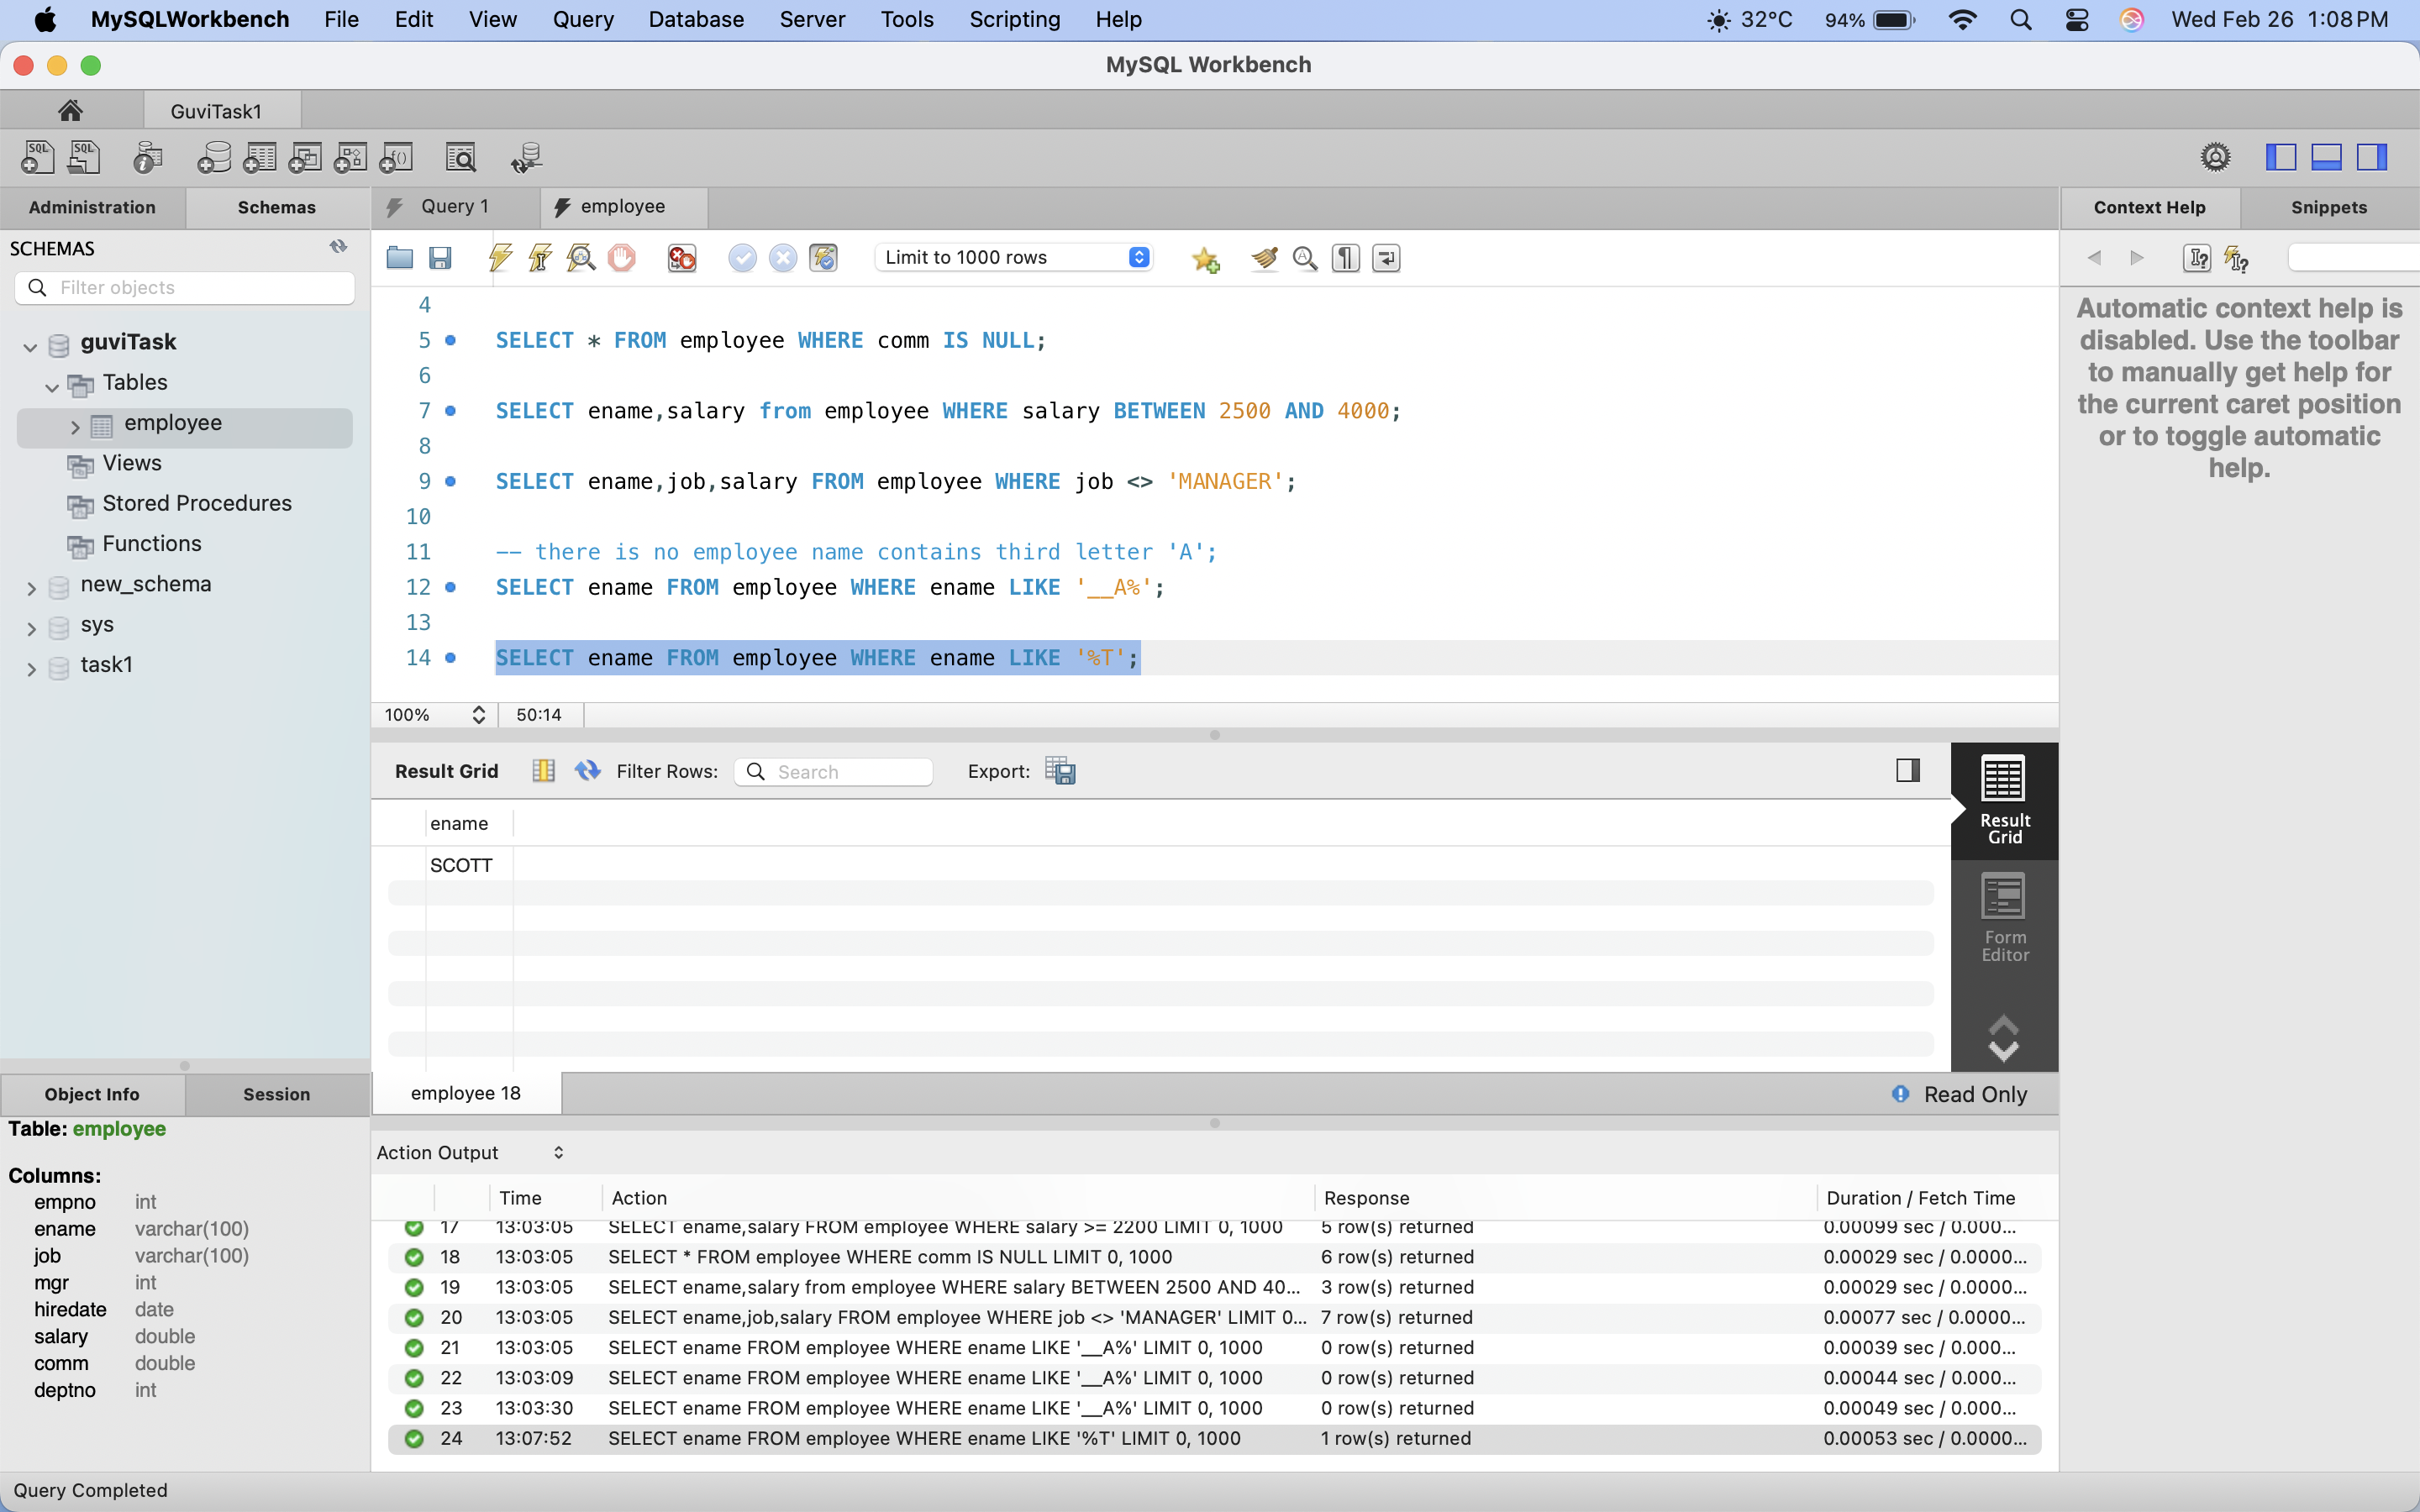 MySQLWorkbench File Edit View Query Database Server Tools Scripting Help 32°C 94% Wed Feb 26 1:08 PM
MySQL Workbench
GuviTask1
SQL SQL
Administration Schemas Query 1 employee Context Help Snippets
SCHEMAS
Limit to 1000 rows
Filter objects
guviTask
Tables
employee
Views
Stored Procedures
Functions
new_schema
sys
task1
4
5 SELECT * FROM employee WHERE comm IS NULL;
6
7 SELECT ename,salary from employee WHERE salary BETWEEN 2500 AND 4000;
8
9 SELECT ename,job,salary FROM employee WHERE job <> 'MANAGER';
10
11 -- there is no employee name contains third letter 'A';
12 SELECT ename FROM employee WHERE ename LIKE '__A%';
13
14 SELECT ename FROM employee WHERE ename LIKE '%T';
Automatic context help is
disabled. Use the toolbar
to manually get help for
the current caret position
or to toggle automatic
help.
100% 50:14
Result Grid Filter Rows: Search Export:
ename
SCOTT
Result
Grid
Form
Editor
employee 18 Read Only
Object Info Session
Table: employee
Columns:
empno int
ename varchar(100)
job varchar(100)
mgr int
hiredate date
salary double
comm double
deptno int
Action Output
Time Action Response Duration / Fetch Time
17 13:03:05 SELECT ename,salary FROM employee WHERE salary >= 2200 LIMIT 0, 1000 5 row(s) returned 0.00099 sec / 0.000...
18 13:03:05 SELECT * FROM employee WHERE comm IS NULL LIMIT 0, 1000 6 row(s) returned 0.00029 sec / 0.0000...
19 13:03:05 SELECT ename,salary from employee WHERE salary BETWEEN 2500 AND 40... 3 row(s) returned 0.00029 sec / 0.0000...
20 13:03:05 SELECT ename,job,salary FROM employee WHERE job <> 'MANAGER' LIMIT 0... 7 row(s) returned 0.00077 sec / 0.0000...
21 13:03:05 SELECT ename FROM employee WHERE ename LIKE '__A%' LIMIT 0, 1000 0 row(s) returned 0.00039 sec / 0.000...
22 13:03:09 SELECT ename FROM employee WHERE ename LIKE '__A%' LIMIT 0, 1000 0 row(s) returned 0.00044 sec / 0.000...
23 13:03:30 SELECT ename FROM employee WHERE ename LIKE '__A%' LIMIT 0, 1000 0 row(s) returned 0.00049 sec / 0.000...
24 13:07:52 SELECT ename FROM employee WHERE ename LIKE '%T' LIMIT 0, 1000 1 row(s) returned 0.00053 sec / 0.0000...
Query Completed